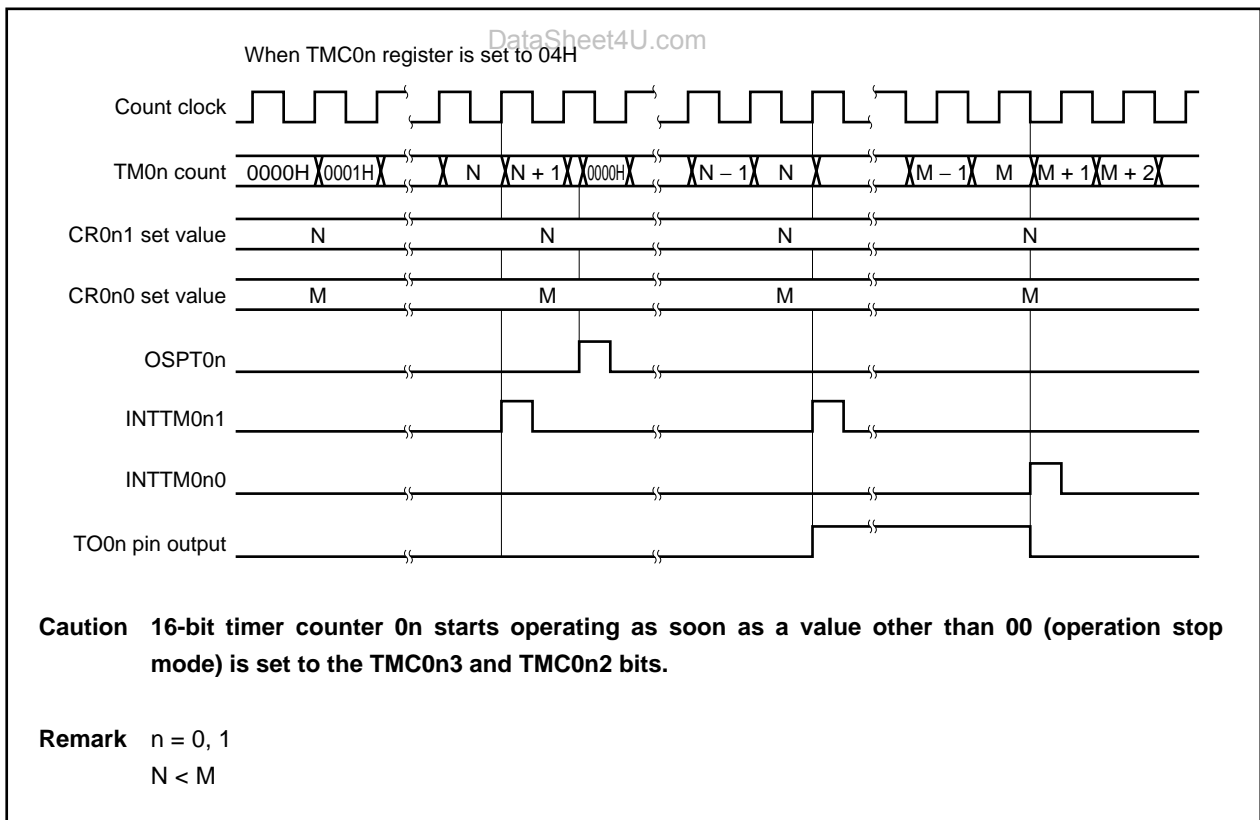 DataSheet4U.com
When TMC0n register is set to 04H
Count clock
TM0n count 0000H 0001H N N + 1 0000H N − 1 N M − 1 M M + 1 M + 2
CR0n1 set value N N N N
CR0n0 set value M M M M
OSPT0n
INTTM0n1
INTTM0n0
TO0n pin output
Caution 16-bit timer counter 0n starts operating as soon as a value other than 00 (operation stop
mode) is set to the TMC0n3 and TMC0n2 bits.
Remark n = 0, 1
N < M